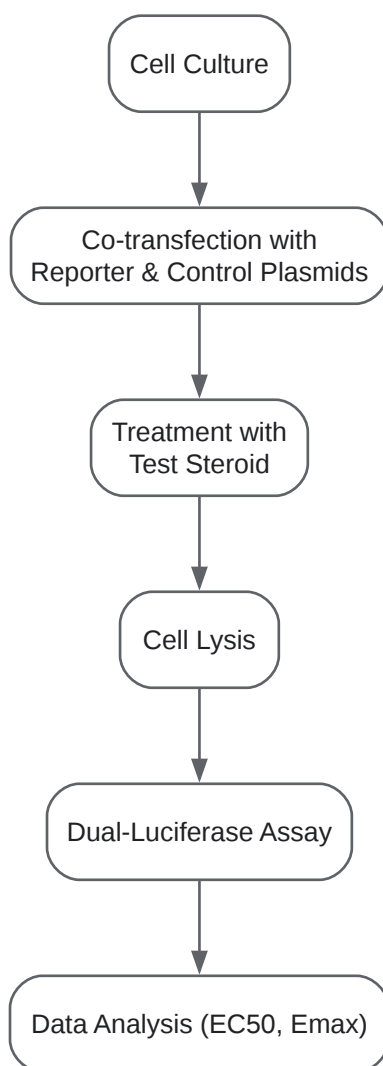 Cell Culture
Co-transfection with
Reporter & Control Plasmids
Treatment with
Test Steroid
Cell Lysis
Dual-Luciferase Assay
Data Analysis (EC50, Emax)